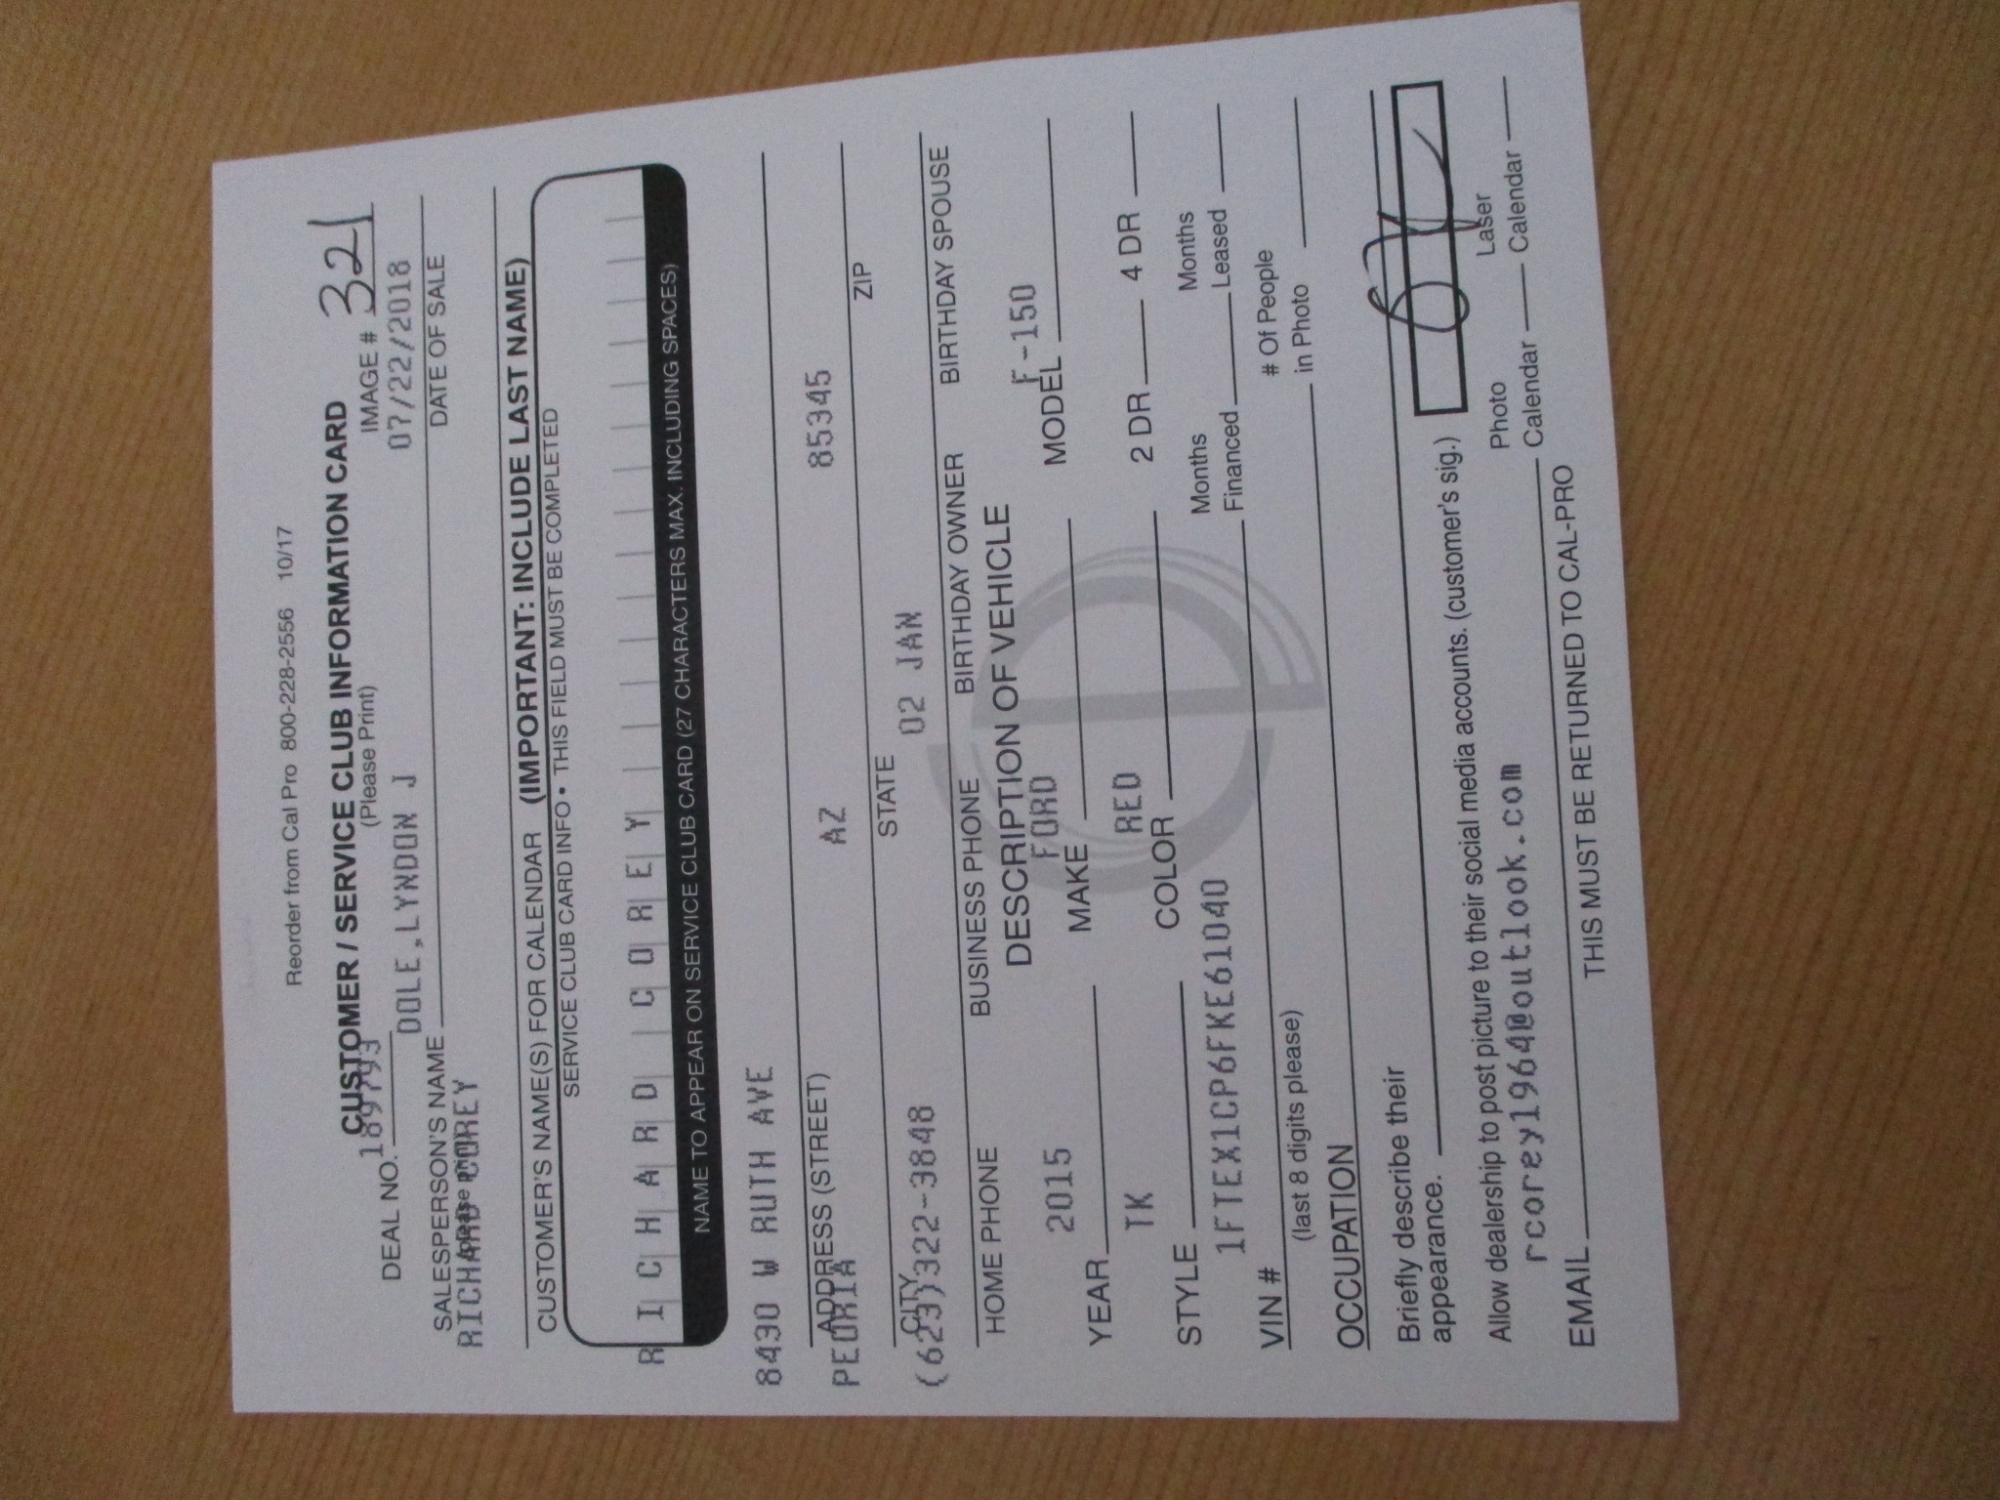 Reorder from Cal Pro 800-228-2556 10/17
CUSTOMER / SERVICE CLUB INFORMATION CARD
(Please Print)
DEAL NO. 1897793 IMAGE # 321
DOLE,LYNDON J 07/22/2018
SALESPERSON'S NAME DATE OF SALE
RICHARD COREY
CUSTOMER'S NAME(S) FOR CALENDAR (IMPORTANT: INCLUDE LAST NAME)
SERVICE CLUB CARD INFO • THIS FIELD MUST BE COMPLETED
R I C H A R D C O R E Y
NAME TO APPEAR ON SERVICE CLUB CARD (27 CHARACTERS MAX. INCLUDING SPACES)
8430 W RUTH AVE
ADDRESS (STREET)
PEORIA AZ 85345
CITY STATE ZIP
(623)322-3848 02 JAN
HOME PHONE BUSINESS PHONE BIRTHDAY OWNER BIRTHDAY SPOUSE
DESCRIPTION OF VEHICLE
2015 FORD F-150
YEAR MAKE MODEL
TK RED
STYLE COLOR 2 DR 4 DR
1FTEX1CP6FKE61040
VIN # Months Financed Months Leased
(last 8 digits please) # Of People in Photo
OCCUPATION
Briefly describe their
appearance.
Allow dealership to post picture to their social media accounts. (customer's sig.)
rcorey1964@outlook.com
EMAIL Photo Calendar Laser Calendar
THIS MUST BE RETURNED TO CAL-PRO